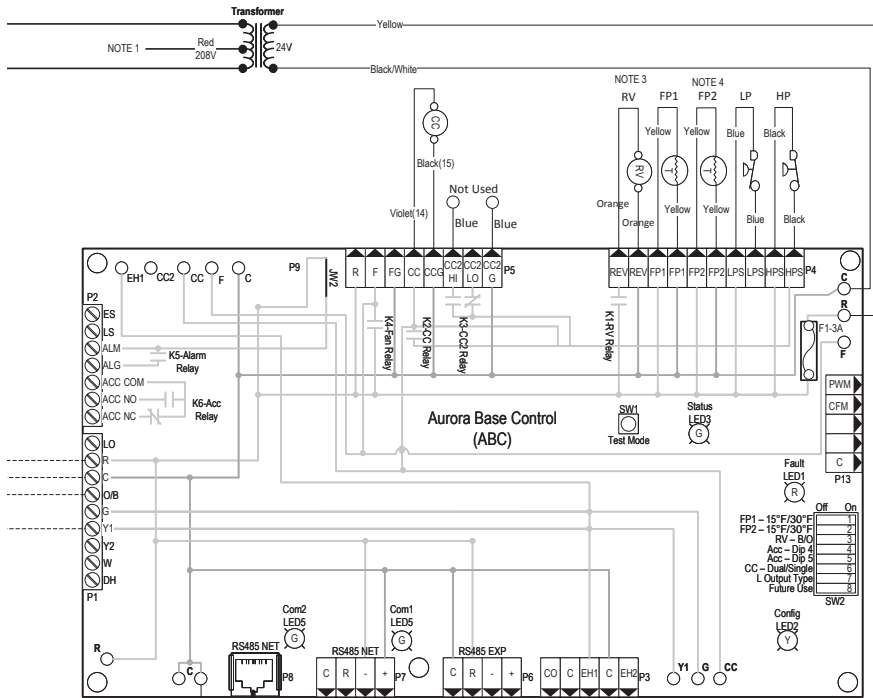 Transformer
Yellow
NOTE 1
Red
208V
24V
Black/White
NOTE 3
NOTE 4
RV
FP1
FP2
LP
HP
CC
Yellow
Yellow
Blue
Black
Black(15)
RV
T
T
Not Used
Violet(14)
Blue
Blue
Orange
Orange
Yellow
Yellow
Blue
Black
EH1
CC2
CC
F
C
P9
JW2
R
F
FG
CC
CCG
CC2 HI
CC2 LO
CC2 G
P5
REV
REV
FP1
FP1
FP2
FP2
LPS
LPS
HPS
HPS
P4
C
R
F1-3A
F
P2
ES
LS
ALM
ALG
ACC COM
ACC NO
ACC NC
K5-Alarm
Relay
K6-Acc
Relay
K4-Fan Relay
K2-CC Relay
K3-CC2 Relay
K1-RV Relay
Aurora Base Control
(ABC)
SW1
Test Mode
Status
LED3
G
PWM
CFM
C
P13
LO
R
C
O/B
G
Y1
Y2
W
DH
P1
Fault
LED1
R
Off
On
FP1 – 15°F/30°F
1
FP2 – 15°F/30°F
2
RV – B/O
3
Acc – Dip 4
4
Acc – Dip 5
5
CC – Dual/Single
6
L Output Type
7
Future Use
8
SW2
Config
LED2
Y
Com2
LED5
G
Com1
LED5
G
R
C
RS485 NET
P8
RS485 NET
C
R
-
+
P7
RS485 EXP
C
R
-
+
P6
CO
C
EH1
C
EH2
P3
Y1
G
CC